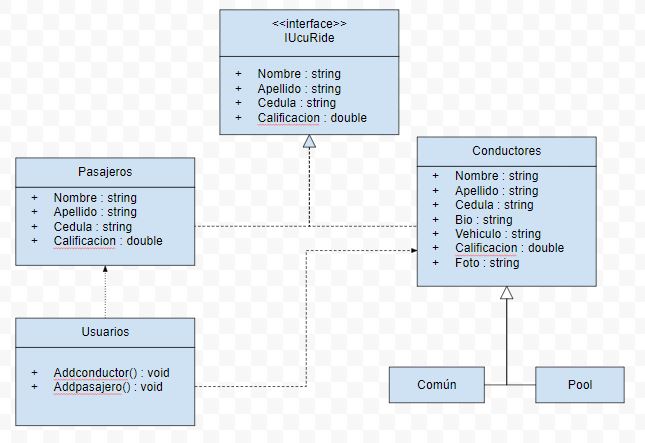 <<interface>>
IUcuRide
+ Nombre : string
+ Apellido : string
+ Cedula : string
+ Calificacion : double
Pasajeros
+ Nombre : string
+ Apellido : string
+ Cedula : string
+ Calificacion : double
Conductores
+ Nombre : string
+ Apellido : string
+ Cedula : string
+ Bio : string
+ Vehiculo : string
+ Calificacion : double
+ Foto : string
Usuarios
+ Addconductor() : void
+ Addpasajero() : void
Común
Pool